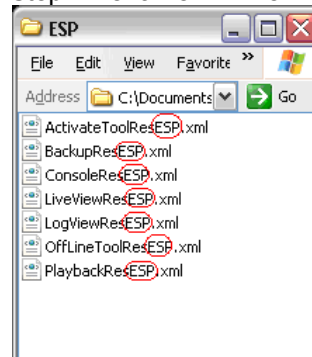 ESP
File Edit View Favorite »
Address C:\Documents Go
ActivateToolResESP.xml
BackupResESP.xml
ConsoleResESP.xml
LiveViewResESP.xml
LogViewResESP.xml
OffLineToolResESP.xml
PlaybackResESP.xml